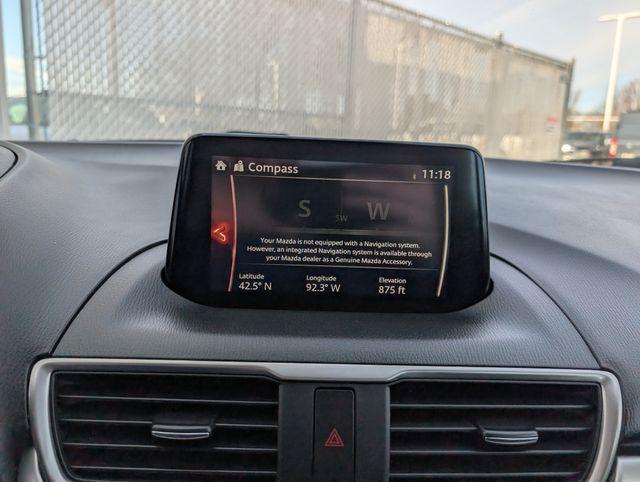 Compass
11:18
S SW W
Your Mazda is not equipped with a Navigation system.
However, an integrated Navigation system is available through
your Mazda dealer as a Genuine Mazda Accessory.
Latitude Longitude Elevation
42.5° N 92.3° W 875 ft